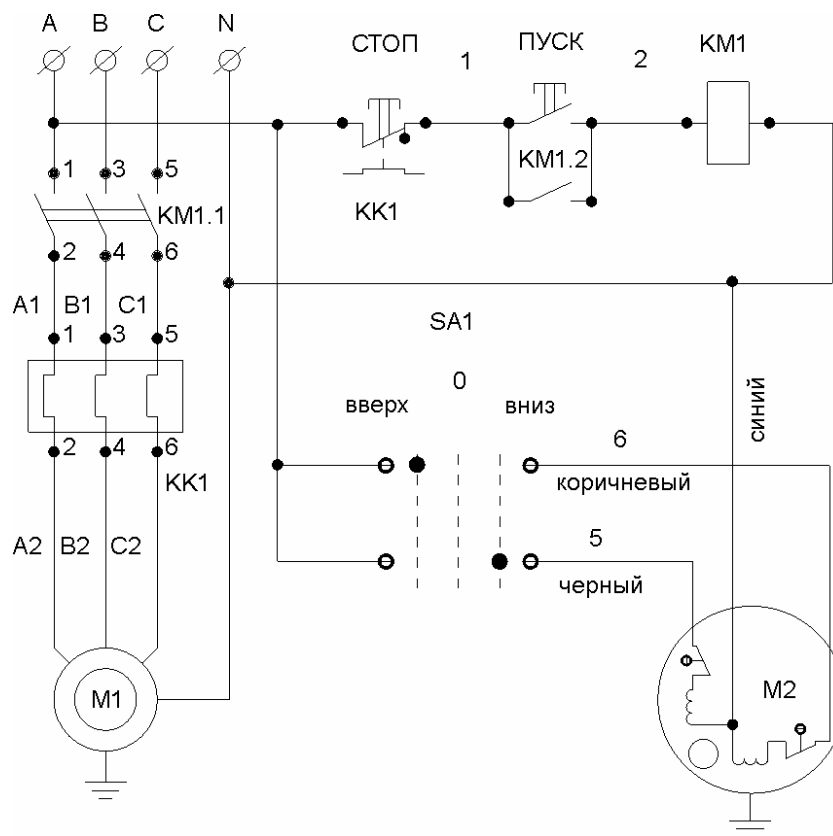 A B C N
СТОП 1 ПУСК 2 KM1
1 3 5
KM1.2
KM1.1
KK1
2 4 6
A1 B1 C1
SA1
1 3 5
0
вверх вниз
синий
6
2 4 6
KK1
коричневый
5
A2 B2 C2
черный
M1
M2